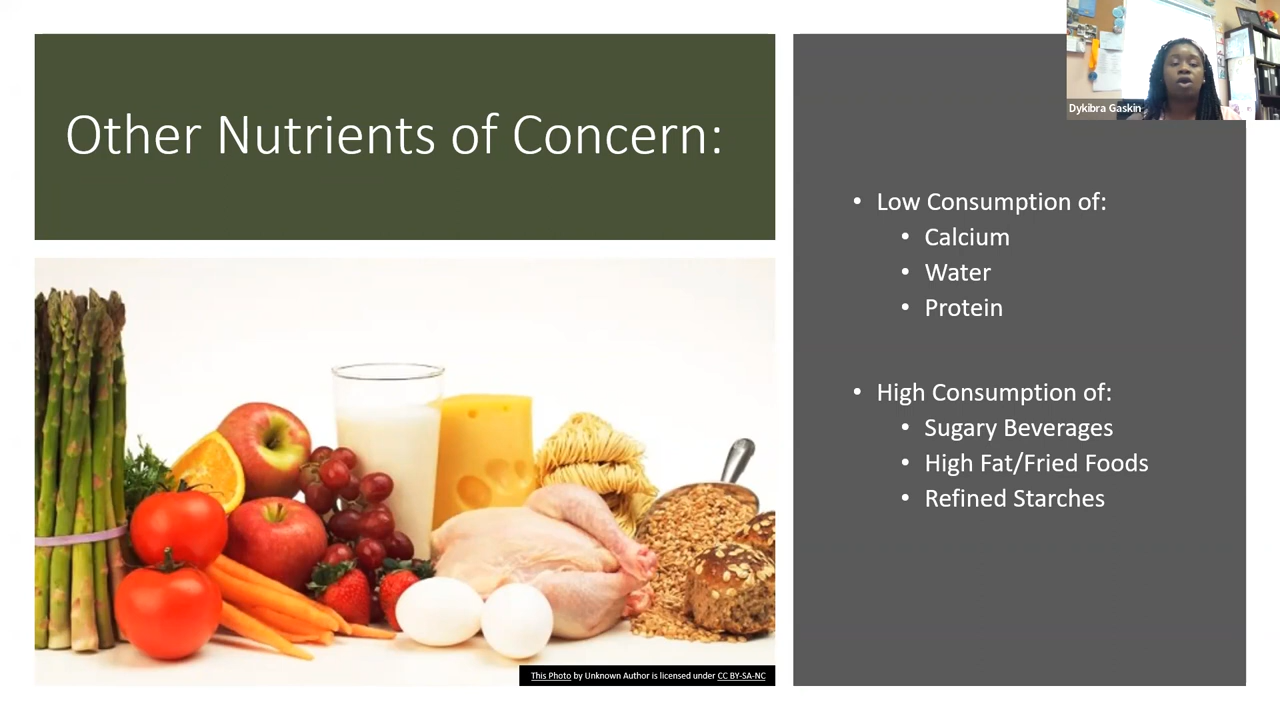 Other Nutrients of Concern:
Dykibra Gaskin
• Low Consumption of:
• Calcium
• Water
• Protein
• High Consumption of:
• Sugary Beverages
• High Fat/Fried Foods
• Refined Starches
This Photo by Unknown Author is licensed under CC BY-SA-NC